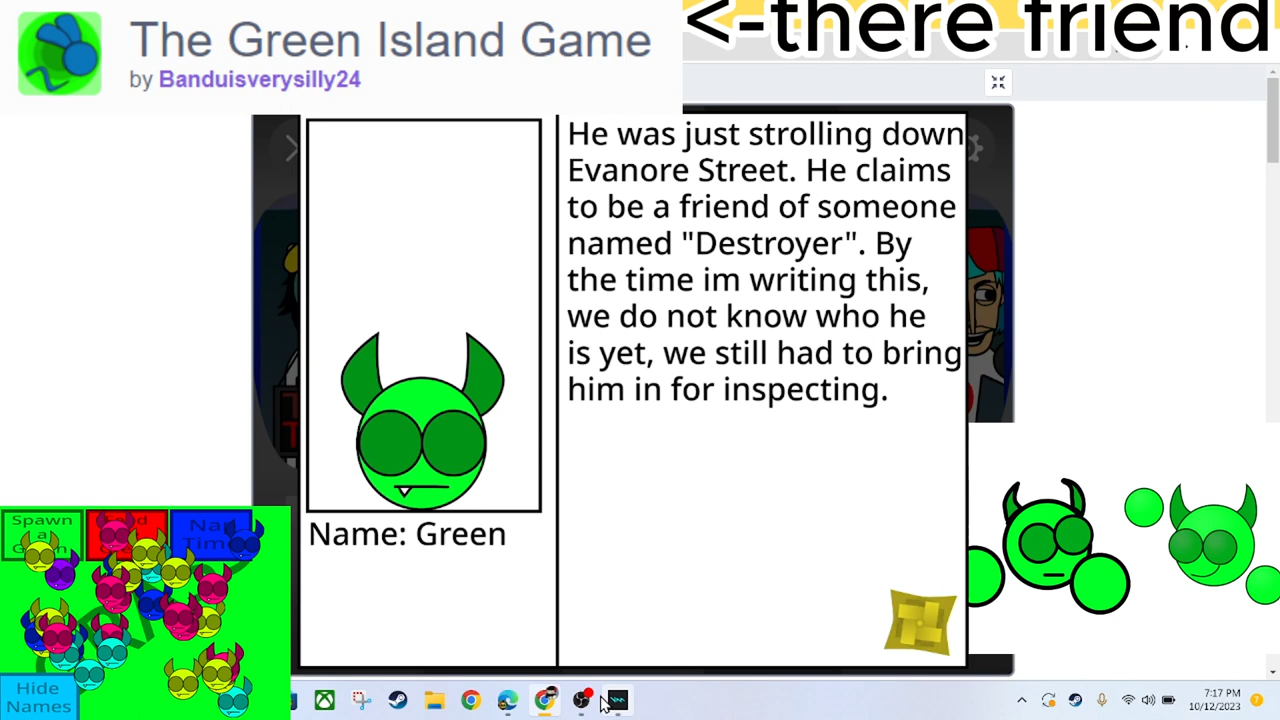 The Green Island Game
by Banduisverysilly24
<-there friend
He was just strolling down
Evanore Street. He claims
to be a friend of someone
named "Destroyer". By
the time im writing this,
we do not know who he
is yet, we still had to bring
him in for inspecting.
Name: Green
Spawn
a
Time
Hide
Names
7:17 PM
10/12/2023